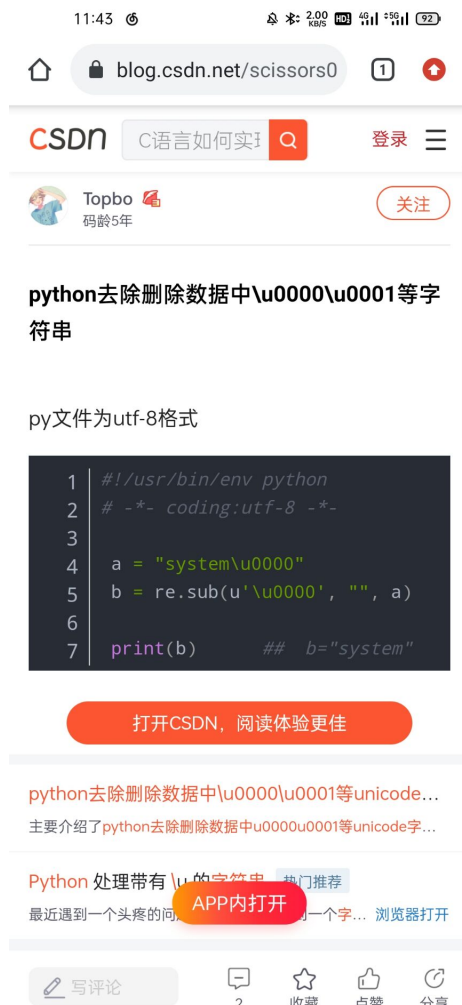 11:43
2.00 KB/S HD 4G 5G 92
blog.csdn.net/scissors0
1
CSDN
C语言如何实现
登录
Topbo
码龄5年
关注
python去除删除数据中\u0000\u0001等字
符串
py文件为utf-8格式
1 #!/usr/bin/env python
2 # -*- coding:utf-8 -*-
3
4 a = "system\u0000"
5 b = re.sub(u'\u0000', "", a)
6
7 print(b) ## b="system"
打开CSDN，阅读体验更佳
python去除删除数据中\u0000\u0001等unicode...
主要介绍了python去除删除数据中u0000u0001等unicode字...
Python 处理带有 \u 的字符串 热门推荐
APP内打开
最近遇到一个头疼的问 一个字... 浏览器打开
写评论
2
收藏
点赞
分享